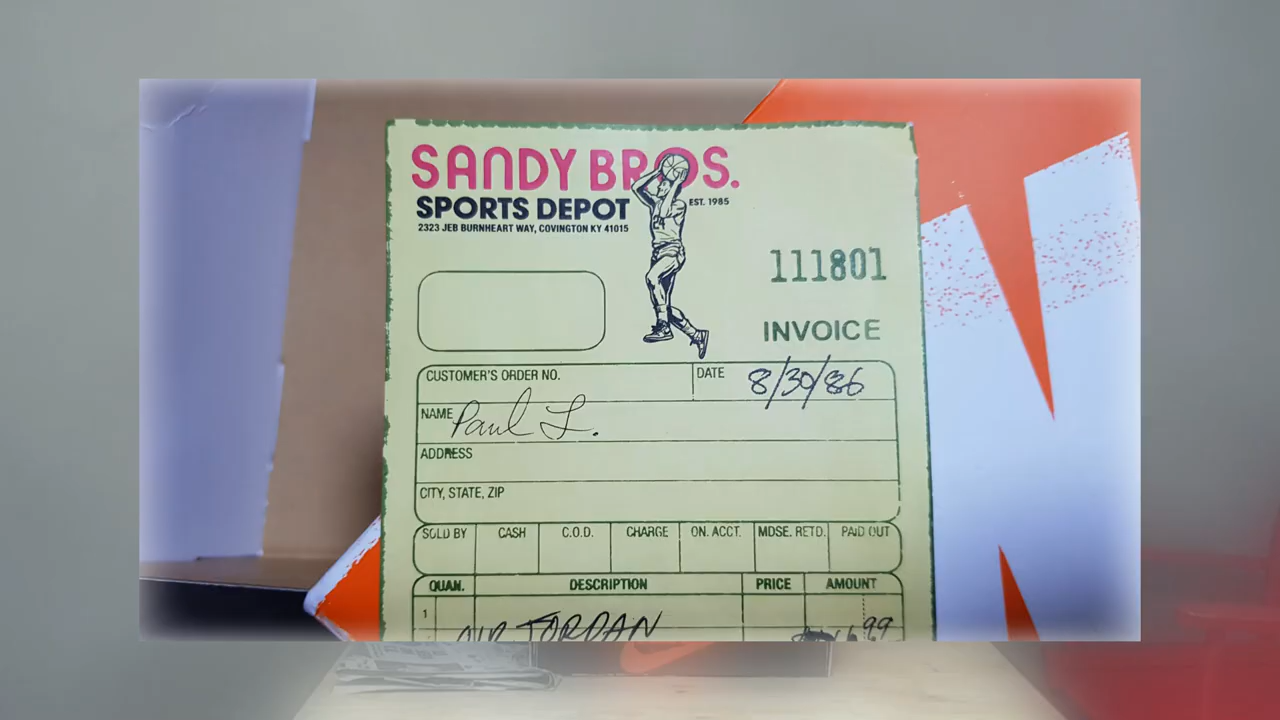 SANDY BROS.
SPORTS DEPOT
EST. 1985
2323 JEB BURNHEART WAY, COVINGTON KY 41015
24
111801
INVOICE
CUSTOMER'S ORDER NO.
DATE 8/30/86
NAME Paul L.
ADDRESS
CITY, STATE, ZIP
SOLD BY CASH C.O.D. CHARGE ON. ACCT. MDSE. RETD. PAID OUT
QUAN. DESCRIPTION PRICE AMOUNT
1 AIR JORDAN 99